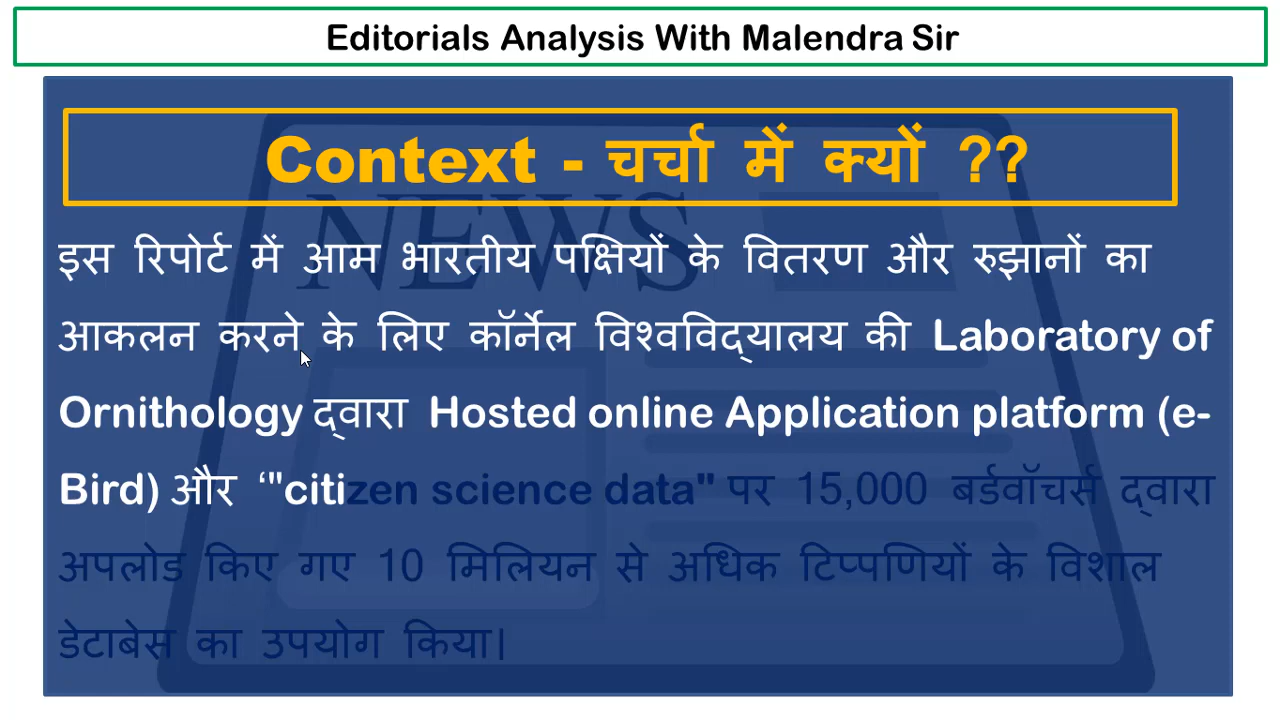 Editorials Analysis With Malendra Sir
Context - चर्चा में क्यों ??
इस रिपोर्ट में आम भारतीय पक्षियों के वितरण और रुझानों का
आकलन करने के लिए कॉर्नेल विश्वविद्यालय की Laboratory of
Ornithology द्वारा Hosted online Application platform (e-
Bird) और ‘"citizen science data" पर 15,000 बर्डवॉचर्स द्वारा
अपलोड किए गए 10 मिलियन से अधिक टिप्पणियों के विशाल
डेटाबेस का उपयोग किया।
NEWS